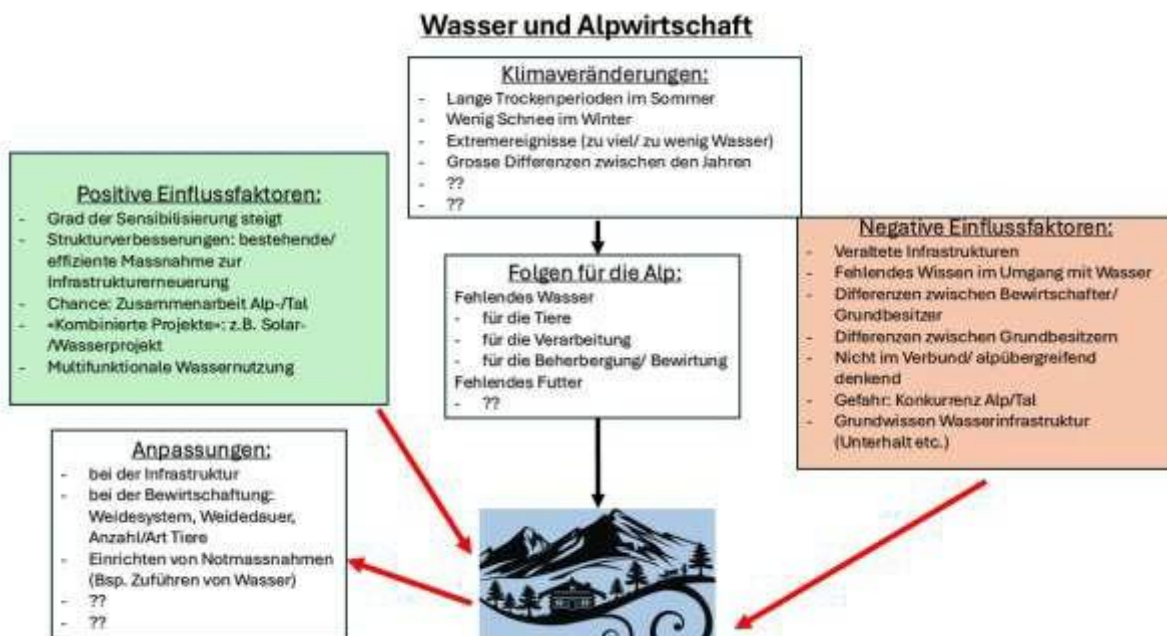 Wasser und Alpwirtschaft
Klimaveränderungen:
- Lange Trockenperioden im Sommer
- Wenig Schnee im Winter
- Extremereignisse (zu viel/ zu wenig Wasser)
- Grosse Differenzen zwischen den Jahren
- ??
- ??
Positive Einflussfaktoren:
- Grad der Sensibilisierung steigt
- Strukturverbesserungen: bestehende/
effiziente Massnahme zur
Infrastrukturerneuerung
- Chance: Zusammenarbeit Alp-/Tal
- «Kombinierte Projekte»: z.B. Solar-
/Wasserprojekt
- Multifunktionale Wassernutzung
Folgen für die Alp:
Fehlendes Wasser
- für die Tiere
- für die Verarbeitung
- für die Beherbergung/ Bewirtung
Fehlendes Futter
- ??
Negative Einflussfaktoren:
- Veraltete Infrastrukturen
- Fehlendes Wissen im Umgang mit Wasser
- Differenzen zwischen Bewirtschafter/
Grundbesitzer
- Differenzen zwischen Grundbesitzern
- Nicht im Verbund/ alpübergreifend
denkend
- Gefahr: Konkurrenz Alp/Tal
- Grundwissen Wasserinfrastruktur
(Unterhalt etc.)
Anpassungen:
- bei der Infrastruktur
- bei der Bewirtschaftung:
Weidesystem, Weidedauer,
Anzahl/Art Tiere
- Einrichten von Notmassnahmen
(Bsp. Zuführen von Wasser)
- ??
- ??